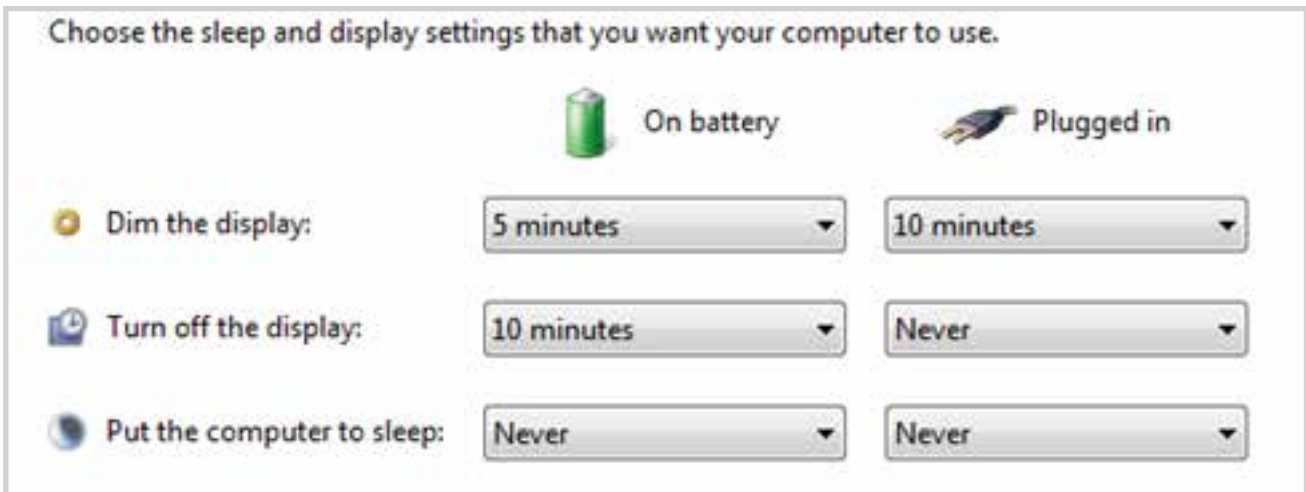 Choose the sleep and display settings that you want your computer to use.
On battery Plugged in
Dim the display: 5 minutes 10 minutes
Turn off the display: 10 minutes Never
Put the computer to sleep: Never Never